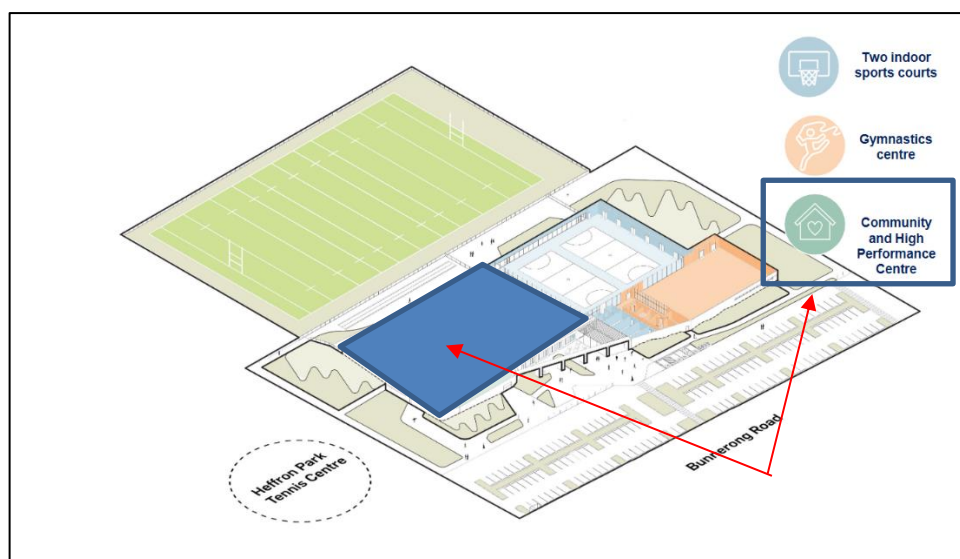 Two indoor
sports courts
Gymnastics
centre
Community
and High
Performance
Centre
Bunnerong Road
Heffron Park
Tennis Centre